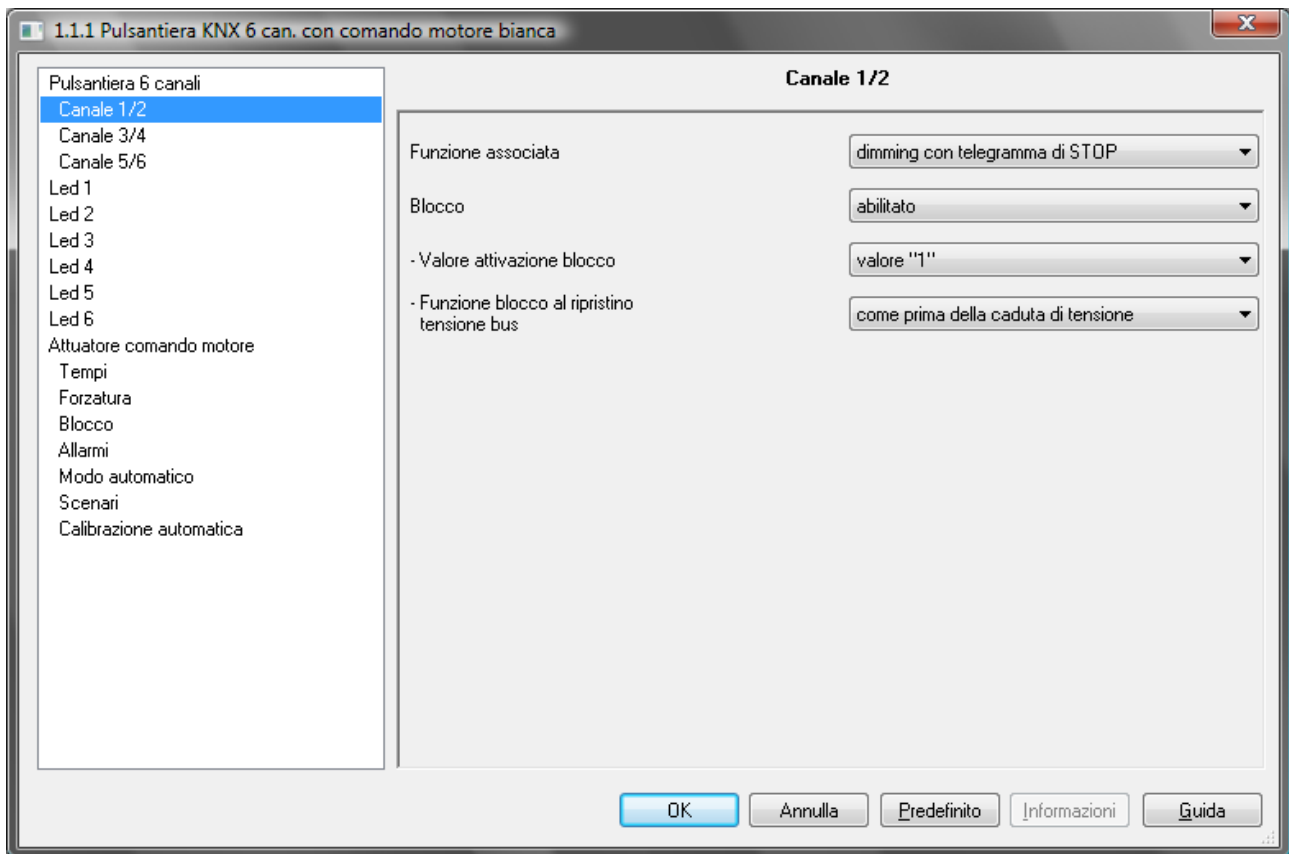 1.1.1 Pulsantiera KNX 6 can. con comando motore bianca
Pulsantiera 6 canali
Canale 1/2
Canale 3/4
Canale 5/6
Led 1
Led 2
Led 3
Led 4
Led 5
Led 6
Attuatore comando motore
Tempi
Forzatura
Blocco
Allarmi
Modo automatico
Scenari
Calibrazione automatica
Canale 1/2
Funzione associata
dimming con telegramma di STOP
Blocco
abilitato
- Valore attivazione blocco
valore "1"
- Funzione blocco al ripristino
tensione bus
come prima della caduta di tensione
OK
Annulla
Predefinito
Informazioni
Guida